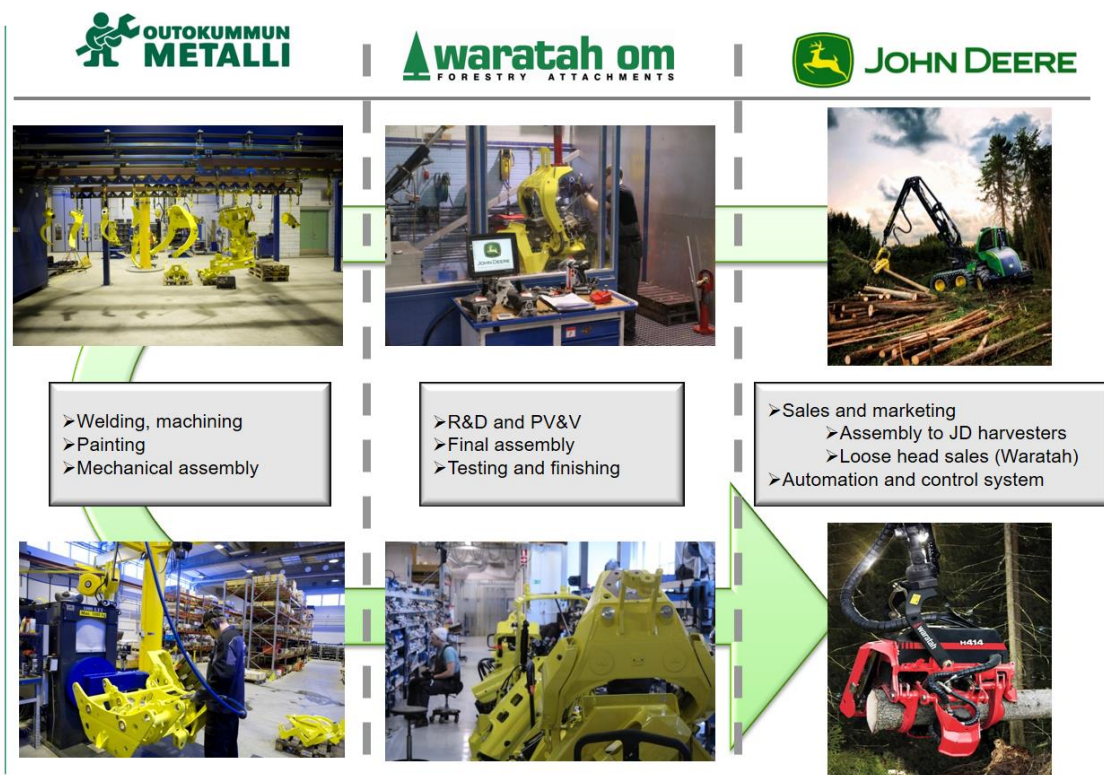 OUTOKUMMUN
METALLI
waratah om
FORESTRY ATTACHMENTS
JOHN DEERE
JOHN DEERE
➢Welding, machining
➢Painting
➢Mechanical assembly
➢R&D and PV&V
➢Final assembly
➢Testing and finishing
➢Sales and marketing
➢Assembly to JD harvesters
➢Loose head sales (Waratah)
➢Automation and control system
waratah
H414